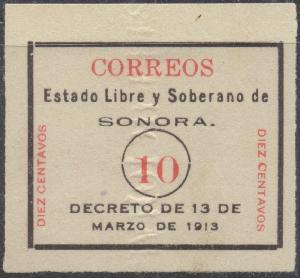 CORREOS
Estado Libre y Soberano de
SONORA.
DIEZ CENTAVOS
10
DIEZ CENTAVOS
DECRETO DE 13 DE
MARZO DE 1913